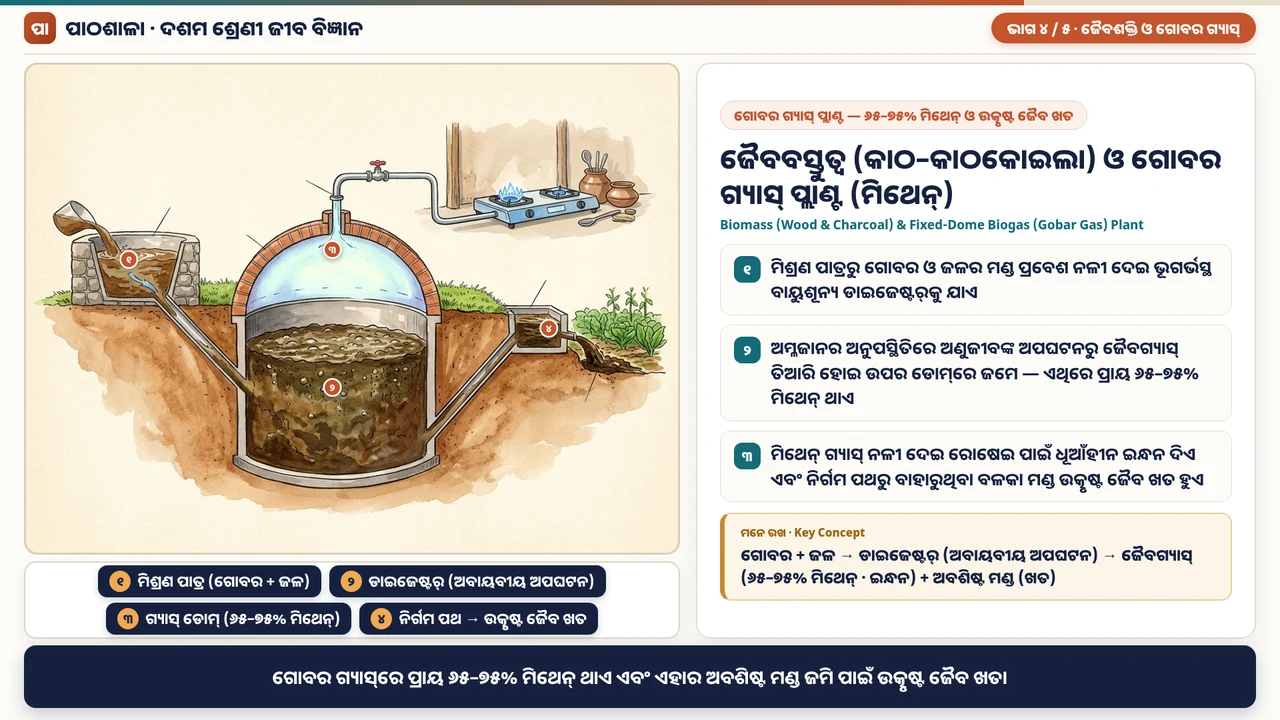 ପା ପାଠଶାଳା · ଦଶମ ଶ୍ରେଣୀ ଜୀବ ବିଜ୍ଞାନ
ଭାଗ ୪ / ୫ · ଜୈବଶକ୍ତି ଓ ଗୋବର ଗ୍ୟାସ୍
୧
୩
୨
୪
୧ ମିଶ୍ରଣ ପାତ୍ର (ଗୋବର + ଜଳ) ୨ ଡାଇଜେଷ୍ଟର୍ (ଅବାୟବୀୟ ଅପଘଟନ)
୩ ଗ୍ୟାସ୍ ଡୋମ୍ (୬୫–୭୫% ମିଥେନ୍) ୪ ନିର୍ଗମ ପଥ → ଉତ୍କୃଷ୍ଟ ଜୈବ ଖତ
ଗୋବର ଗ୍ୟାସ୍ ପ୍ଲାଣ୍ଟ — ୬୫–୭୫% ମିଥେନ୍ ଓ ଉତ୍କୃଷ୍ଟ ଜୈବ ଖତ
ଜୈବବସ୍ତୁତ୍ୱ (କାଠ-କାଠକୋଇଲା) ଓ ଗୋବର
ଗ୍ୟାସ୍ ପ୍ଲାଣ୍ଟ (ମିଥେନ୍)
Biomass (Wood & Charcoal) & Fixed-Dome Biogas (Gobar Gas) Plant
୧ ମିଶ୍ରଣ ପାତ୍ରରୁ ଗୋବର ଓ ଜଳର ମଣ୍ଡ ପ୍ରବେଶ ନଳୀ ଦେଇ ଭୂଗର୍ଭସ୍ଥ
ବାୟୁଶୂନ୍ୟ ଡାଇଜେଷ୍ଟର୍‌କୁ ଯାଏ
୨ ଅମ୍ଳଜାନର ଅନୁପସ୍ଥିତିରେ ଅଣୁଜୀବଙ୍କ ଅପଘଟନରୁ ଜୈବଗ୍ୟାସ୍
ତିଆରି ହୋଇ ଉପର ଡୋମ୍‌ରେ ଜମେ — ଏଥିରେ ପ୍ରାୟ ୬୫–୭୫%
ମିଥେନ୍ ଥାଏ
୩ ମିଥେନ୍ ଗ୍ୟାସ୍ ନଳୀ ଦେଇ ରୋଷେଇ ପାଇଁ ଧୂଆଁହୀନ ଇନ୍ଧନ ଦିଏ
ଏବଂ ନିର୍ଗମ ପଥରୁ ବାହାରୁଥିବା ବଳକା ମଣ୍ଡ ଉତ୍କୃଷ୍ଟ ଜୈବ ଖତ ହୁଏ
ମନେ ରଖ · Key Concept
ଗୋବର + ଜଳ → ଡାଇଜେଷ୍ଟର୍ (ଅବାୟବୀୟ ଅପଘଟନ) → ଜୈବଗ୍ୟାସ୍
(୬୫–୭୫% ମିଥେନ୍ · ଇନ୍ଧନ) + ଅବଶିଷ୍ଟ ମଣ୍ଡ (ଖତ)
ଗୋବର ଗ୍ୟାସ୍‌ରେ ପ୍ରାୟ ୬୫–୭୫% ମିଥେନ୍ ଥାଏ ଏବଂ ଏହାର ଅବଶିଷ୍ଟ ମଣ୍ଡ ଜମି ପାଇଁ ଉତ୍କୃଷ୍ଟ ଜୈବ ଖତ।